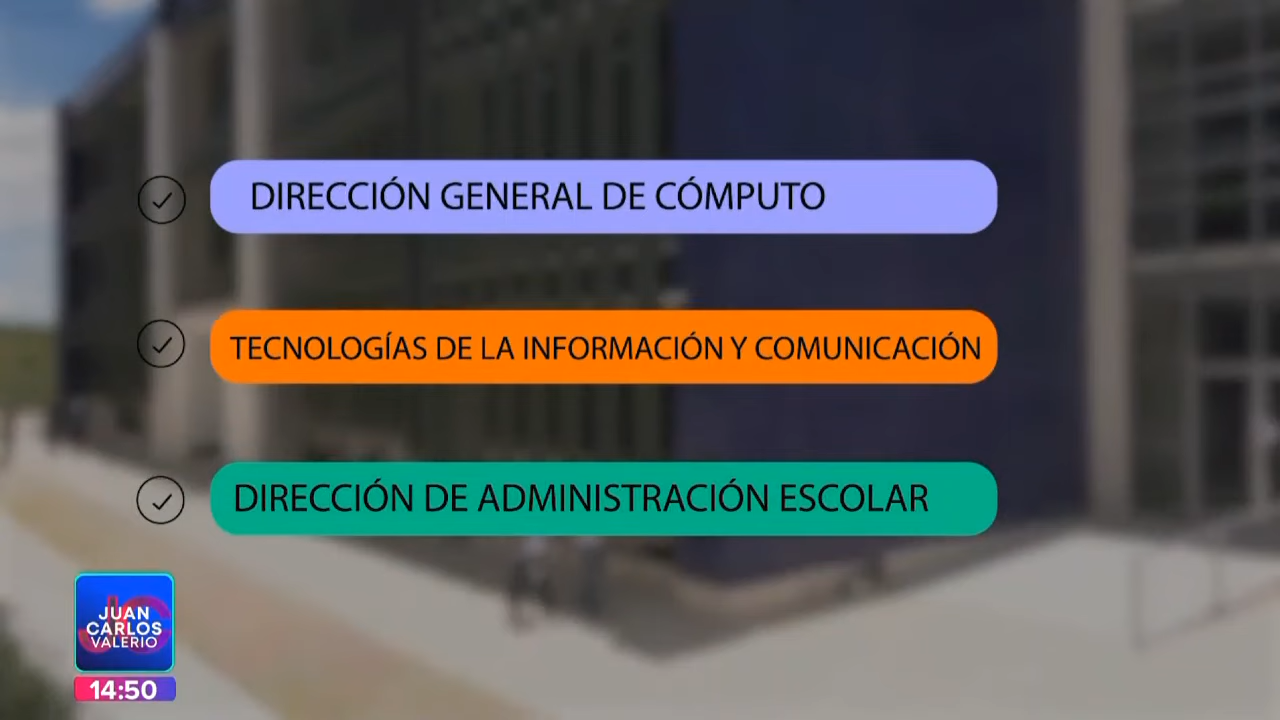 DIRECCIÓN GENERAL DE CÓMPUTO
TECNOLOGÍAS DE LA INFORMACIÓN Y COMUNICACIÓN
DIRECCIÓN DE ADMINISTRACIÓN ESCOLAR
JUAN
CARLOS
VALERIO
14:50